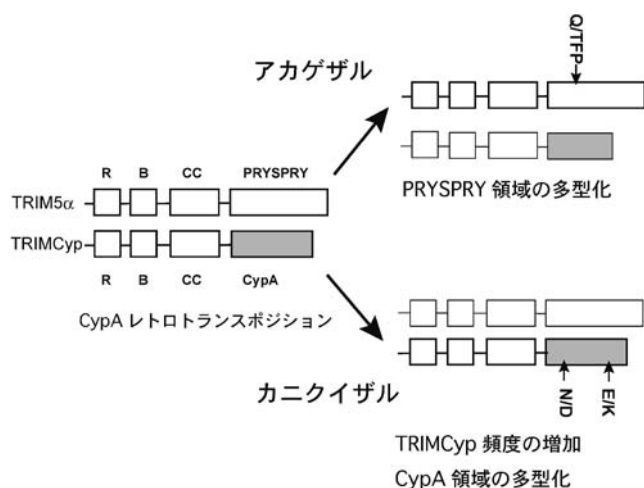 Q/TFP
アカゲザル
PRYSPRY 領域の多型化
R B CC PRYSPRY
TRIM5α
TRIMCyp
R B CC CypA
CypA レトロトランスポジション
カニクイザル
N/D
E/K
TRIMCyp 頻度の増加
CypA 領域の多型化